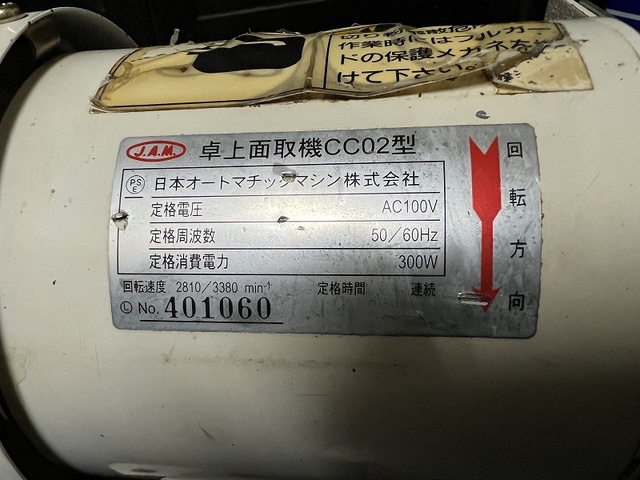 作業時にはフルガー
ドの保護メガネを
けて下さい。
J.A.M.
卓上面取機CC02型
PSE 日本オートマチックマシン株式会社
定格電圧 AC100V
定格周波数 50/60Hz
定格消費電力 300W
回転速度 2810/3380 min⁻¹ 定格時間 連続
Ⓛ No. 401060
回転方向